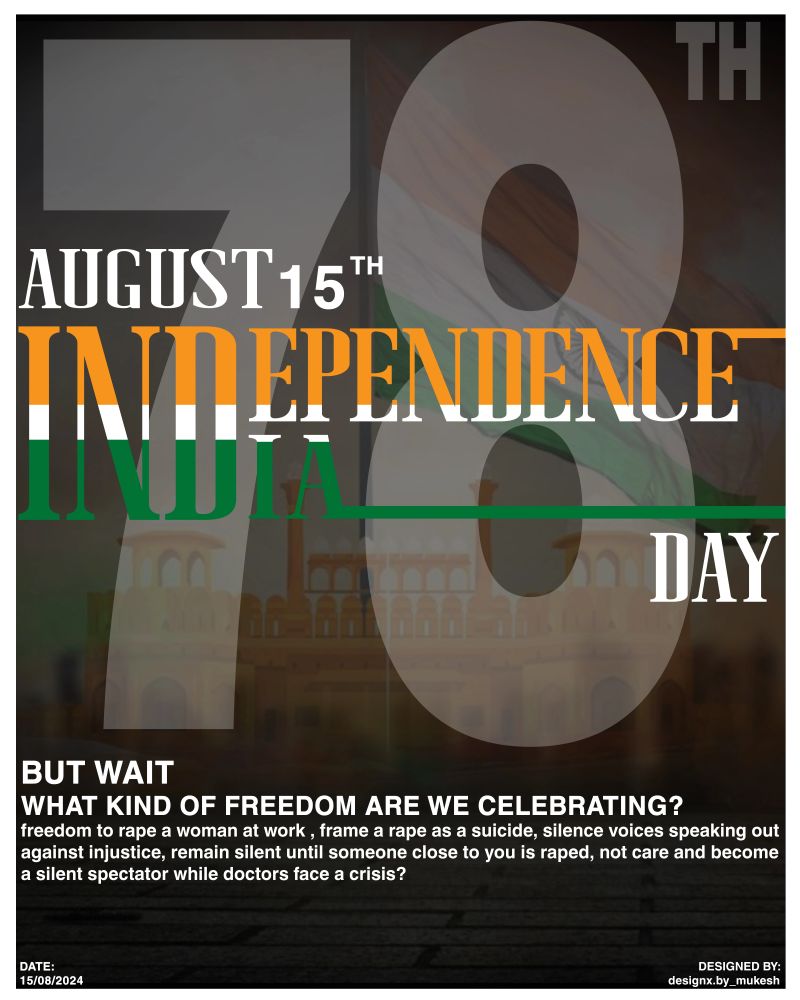 78TH
AUGUST 15TH
INDEPENDENCE
INDIA
DAY
BUT WAIT
WHAT KIND OF FREEDOM ARE WE CELEBRATING?
freedom to rape a woman at work , frame a rape as a suicide, silence voices speaking out
against injustice, remain silent until someone close to you is raped, not care and become
a silent spectator while doctors face a crisis?
DATE:
15/08/2024
DESIGNED BY:
designx.by_mukesh